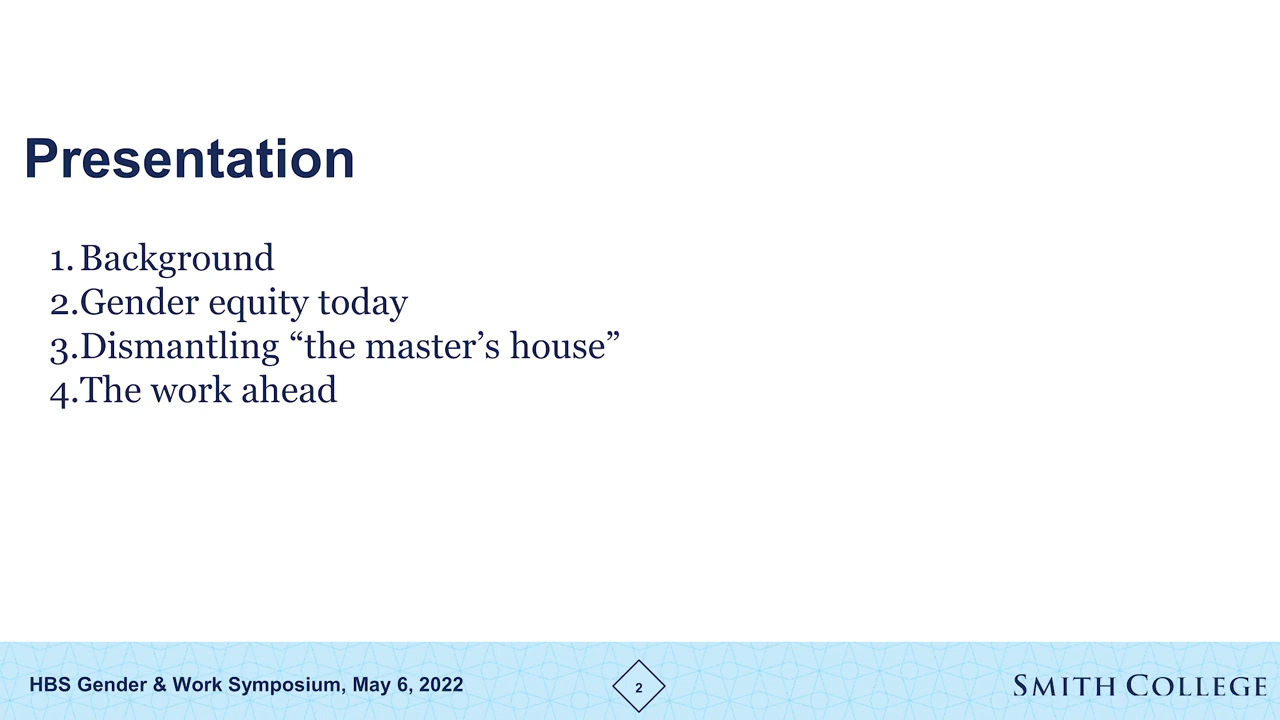 Presentation
1. Background
2.Gender equity today
3.Dismantling “the master’s house”
4.The work ahead
HBS Gender & Work Symposium, May 6, 2022
2
SMITH COLLEGE